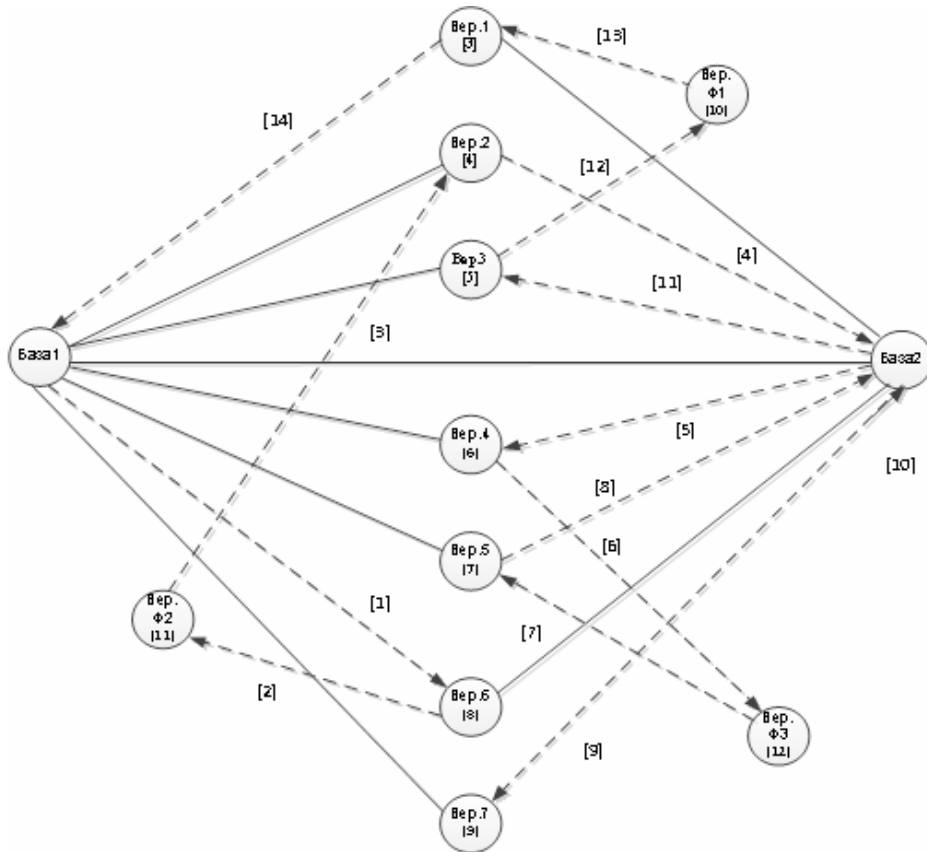 Вер.1
[3]
[13]
Вер.
Ф1
[10]
[14]
Вер.2
[4]
[12]
Вер3
[5]
[4]
[11]
[3]
База1
База2
Вер.4
[6]
[5]
[10]
[8]
Вер.5
[7]
[6]
Вер.
Ф2
[11]
[1]
[7]
[2]
Вер.6
[8]
Вер.
Ф3
[12]
[9]
Вер.7
[9]